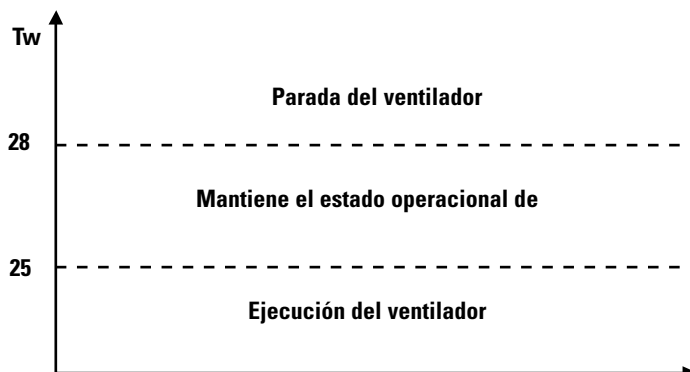 Tw
Parada del ventilador
28
Mantiene el estado operacional de
25
Ejecución del ventilador